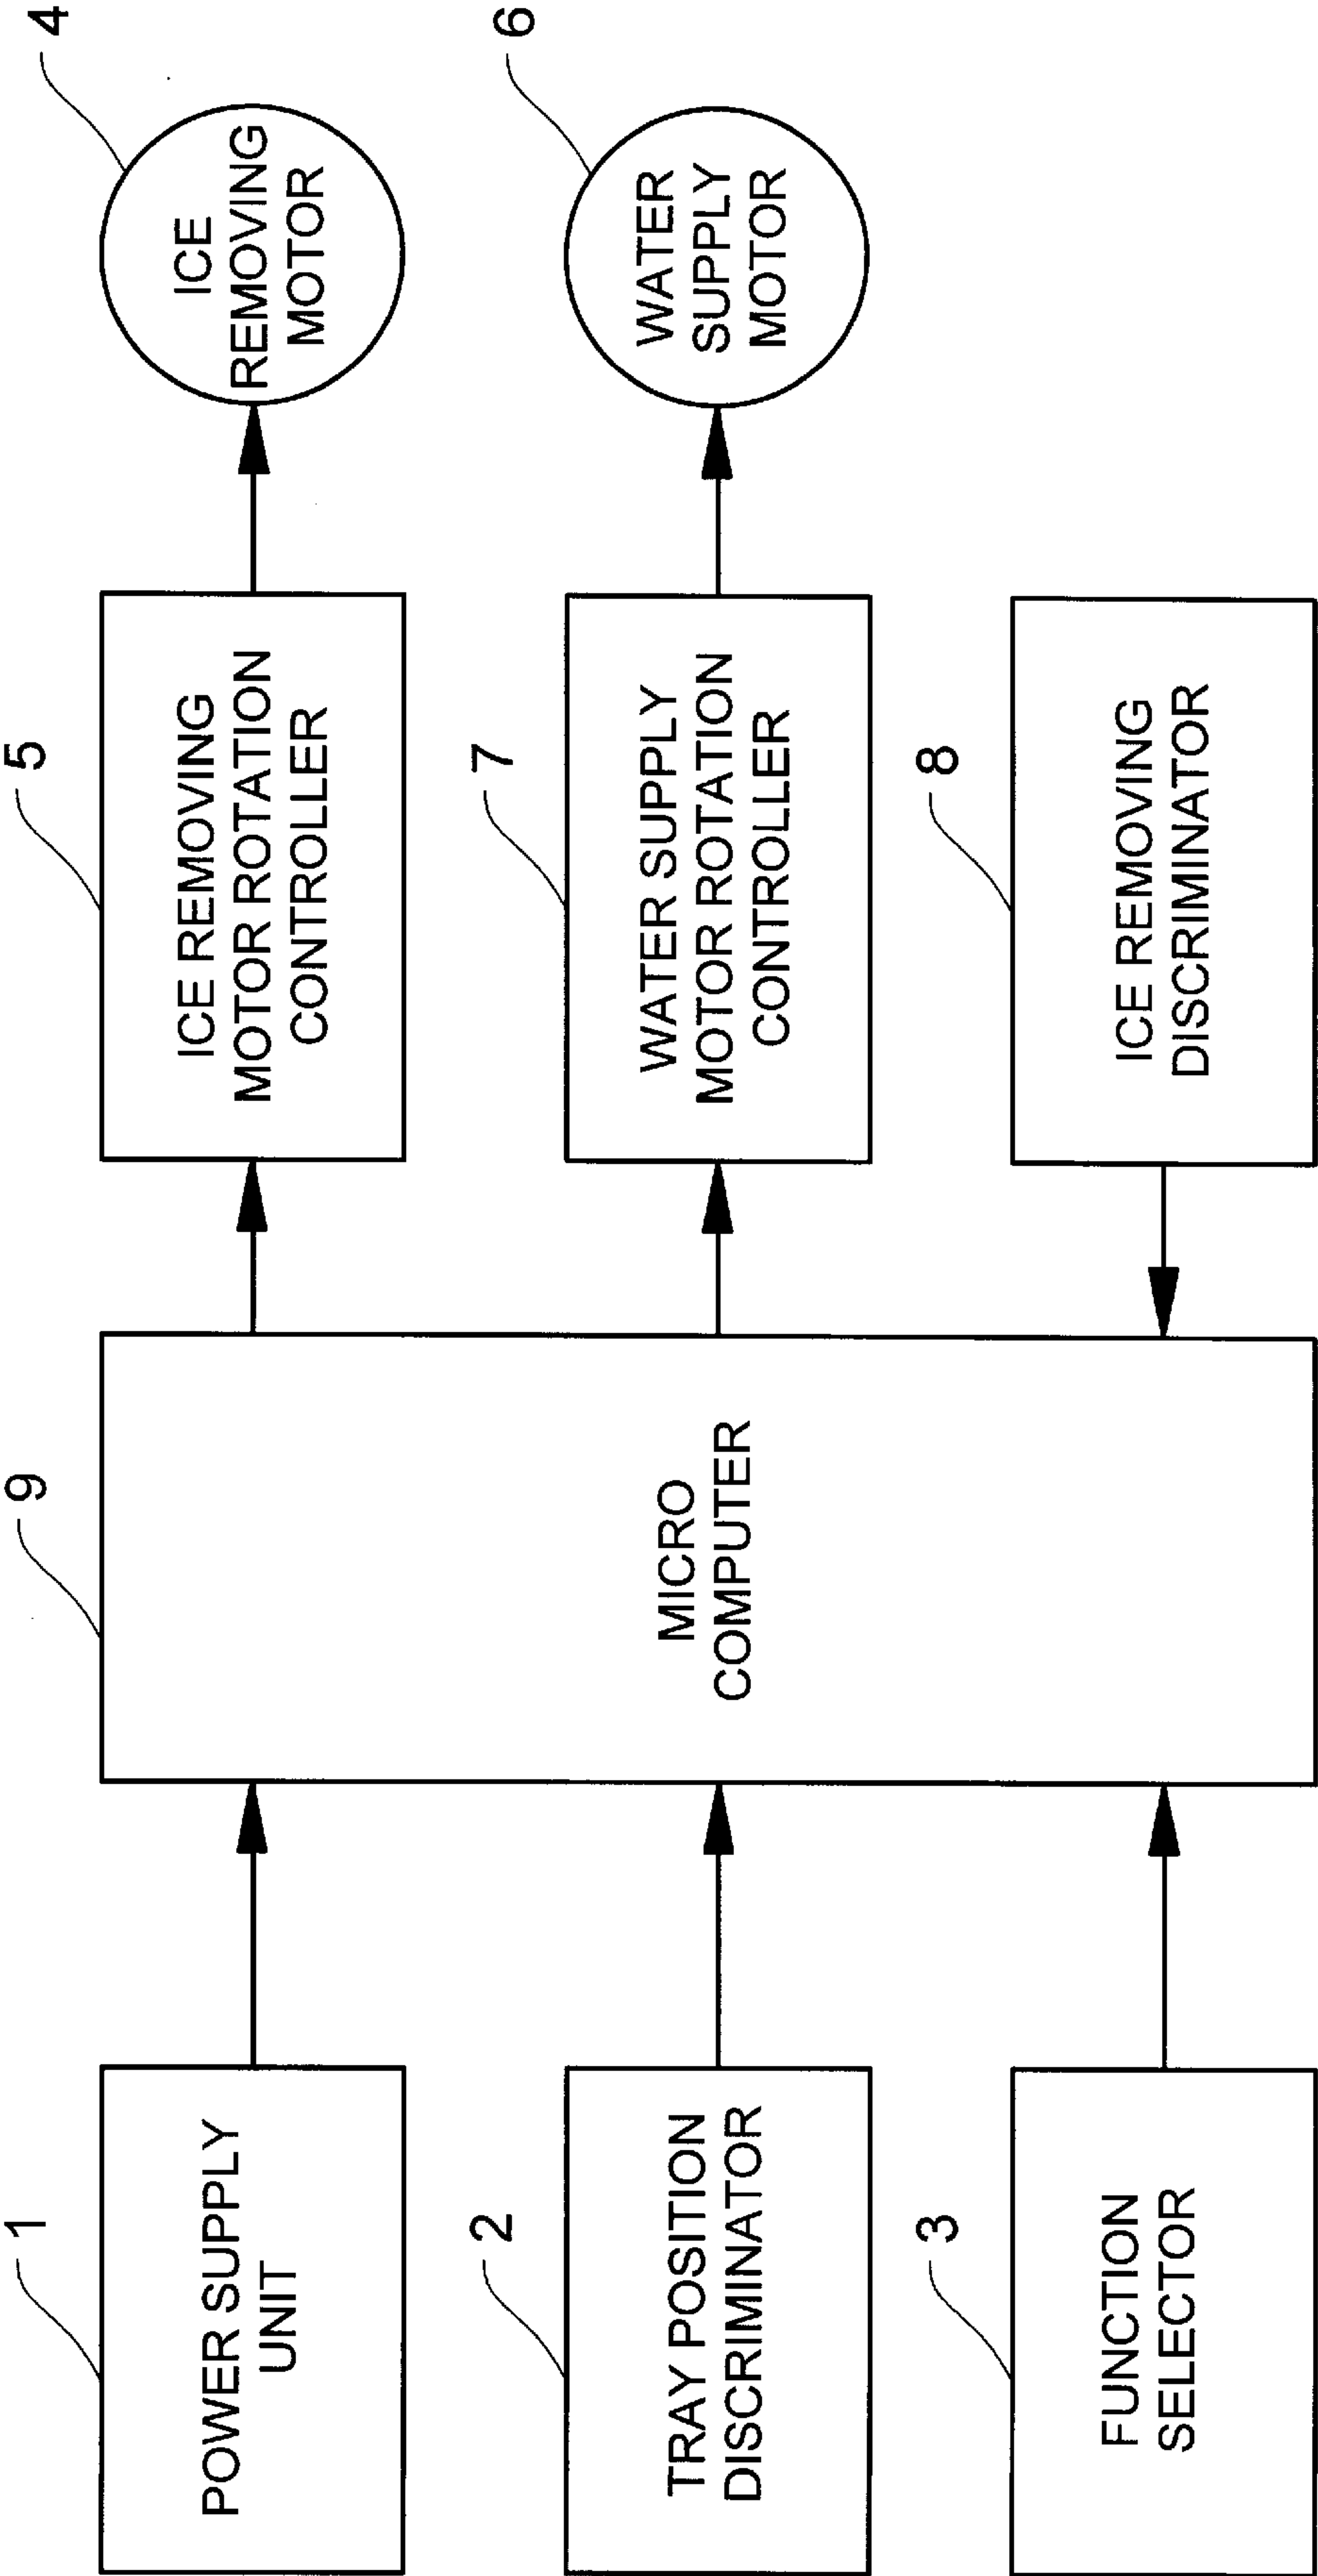 1
POWER SUPPLY
UNIT
2
TRAY POSITION
DISCRIMINATOR
3
FUNCTION
SELECTOR
9
MICRO
COMPUTER
5
ICE REMOVING
MOTOR ROTATION
CONTROLLER
7
WATER SUPPLY
MOTOR ROTATION
CONTROLLER
8
ICE REMOVING
DISCRIMINATOR
4
ICE
REMOVING
MOTOR
6
WATER
SUPPLY
MOTOR